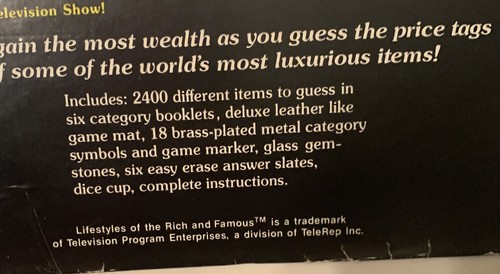 elevision Show!
gain the most wealth as you guess the price tags
f some of the world's most luxurious items!
Includes: 2400 different items to guess in
six category booklets, deluxe leather like
game mat, 18 brass-plated metal category
symbols and game marker, glass gem-
stones, six easy erase answer slates,
dice cup, complete instructions.
Lifestyles of the Rich and Famous™ is a trademark
of Television Program Enterprises, a division of TeleRep Inc.